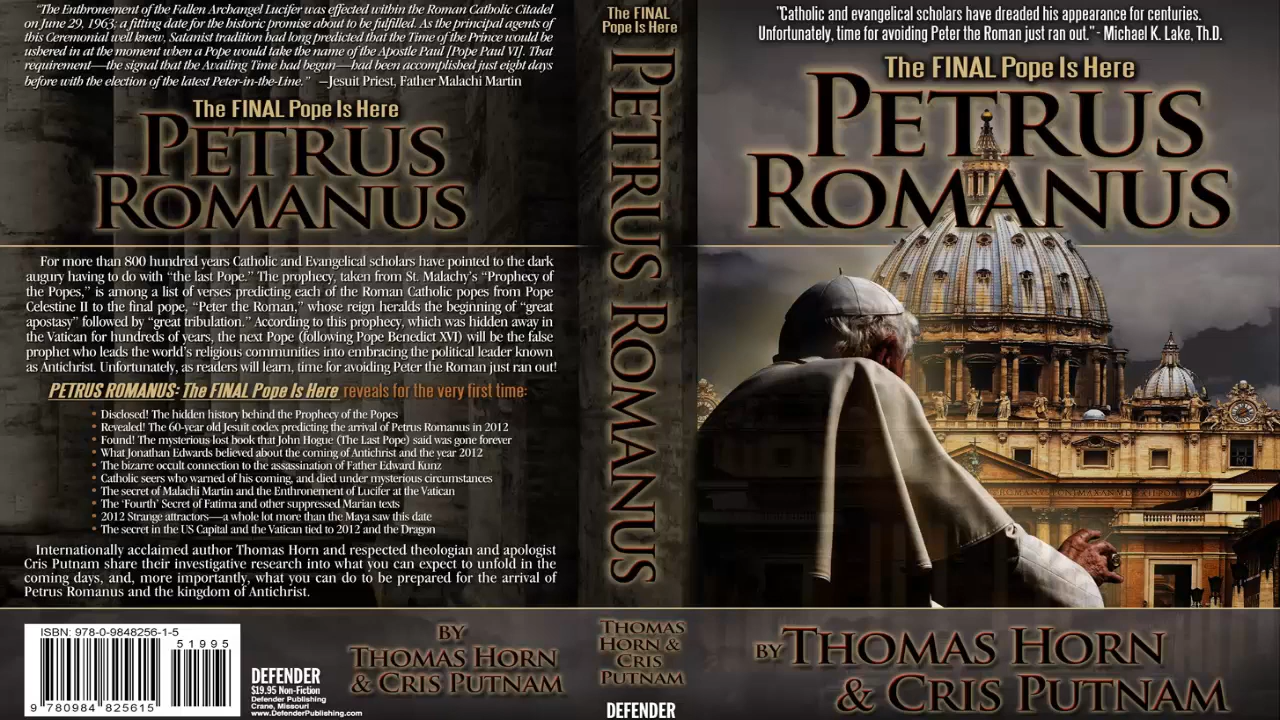 "The Enthronement of the Fallen Archangel Lucifer was effected within the Roman Catholic Citadel
on June 29, 1963; a fitting date for the historic promise about to be fulfilled. As the principal agents of
this Ceremonial well knew, Satanist tradition had long predicted that the Time of the Prince would be
ushered in at the moment when a Pope would take the name of the Apostle Paul [Pope Paul VI]. That
requirement—the signal that the Availing Time had begun—had been accomplished just eight days
before with the election of the latest Peter-in-the-Line." —Jesuit Priest, Father Malachi Martin
The FINAL Pope Is Here
PETRUS
ROMANUS
For more than 800 hundred years Catholic and Evangelical scholars have pointed to the dark
augury having to do with “the last Pope.” The prophecy, taken from St. Malachy’s “Prophecy of
the Popes,” is among a list of verses predicting each of the Roman Catholic popes from Pope
Celestine II to the final pope, “Peter the Roman,” whose reign heralds the beginning of “great
apostasy” followed by “great tribulation.” According to this prophecy, which was hidden away in
the Vatican for hundreds of years, the next Pope (following Pope Benedict XVI) will be the false
prophet who leads the world’s religious communities into embracing the political leader known
as Antichrist. Unfortunately, as readers will learn, time for avoiding Peter the Roman just ran out!
PETRUS ROMANUS: The FINAL Pope Is Here reveals for the very first time:
• Disclosed! The hidden history behind the Prophecy of the Popes
• Revealed! The 60-year old Jesuit codex predicting the arrival of Petrus Romanus in 2012
• Found! The mysterious lost book that John Hogue (The Last Pope) said was gone forever
• What Jonathan Edwards believed about the coming of Antichrist and the year 2012
• The bizarre occult connection to the assassination of Father Edward Kunz
• Catholic seers who warned of his coming, and died under mysterious circumstances
• The secret of Malachi Martin and the Enthronement of Lucifer at the Vatican
• The ‘Fourth’ Secret of Fatima and other suppressed Marian texts
• 2012 Strange attractors—a whole lot more than the Maya saw this date
• The secret in the US Capital and the Vatican tied to 2012 and the Dragon
Internationally acclaimed author Thomas Horn and respected theologian and apologist
Cris Putnam share their investigative research into what you can expect to unfold in the
coming days, and, more importantly, what you can do to be prepared for the arrival of
Petrus Romanus and the kingdom of Antichrist.
ISBN: 978-0-9848256-1-5
51995
9 780984 825615
DEFENDER
$19.95 Non-Fiction
Defender Publishing
Crane, Missouri
www.DefenderPublishing.com
BY
THOMAS HORN
& CRIS PUTNAM
The FINAL
Pope Is Here
PETRUS ROMANUS
THOMAS
HORN &
CRIS
PUTNAM
DEFENDER
"Catholic and evangelical scholars have dreaded his appearance for centuries.
Unfortunately, time for avoiding Peter the Roman just ran out." - Michael K. Lake, Th.D.
The FINAL Pope Is Here
PETRUS
ROMANUS
BY THOMAS HORN
& CRIS PUTNAM